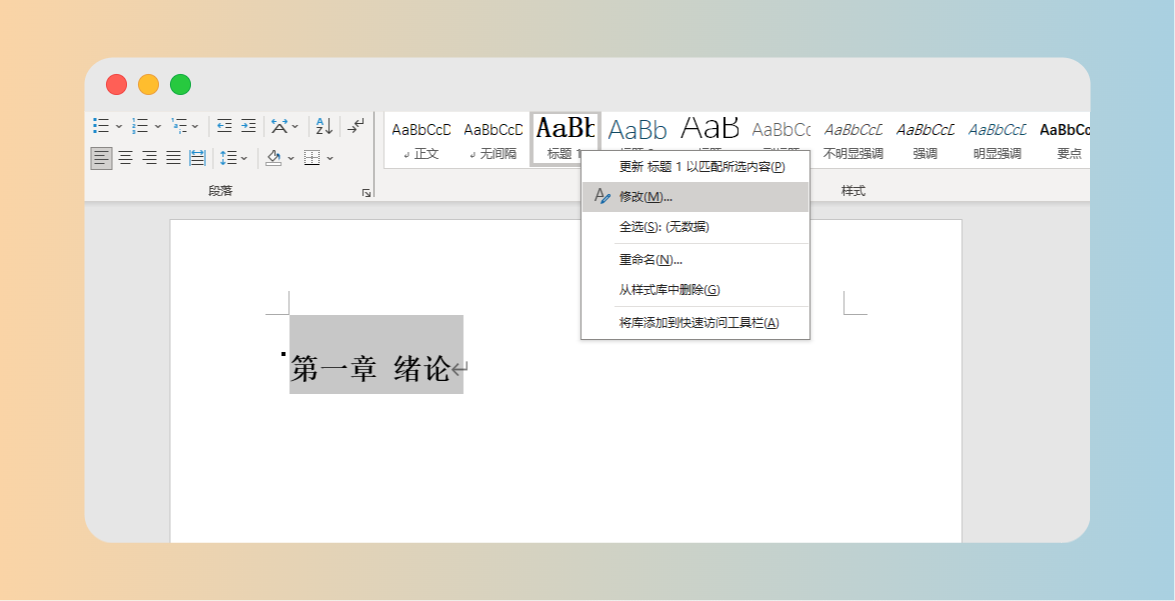 AaBbCcD AaBbCcD AaBb AaBb AaB AaBbCc AaBbCcD AaBbCcD AaBbCcD AaBbCc
正文 无间隔 标题 1 不明显强调 强调 明显强调 要点
段落 样式
更新 标题 1 以匹配所选内容(P)
修改(M)...
全选(S): (无数据)
重命名(N)...
从样式库中删除(G)
将库添加到快速访问工具栏(A)
第一章 绪论